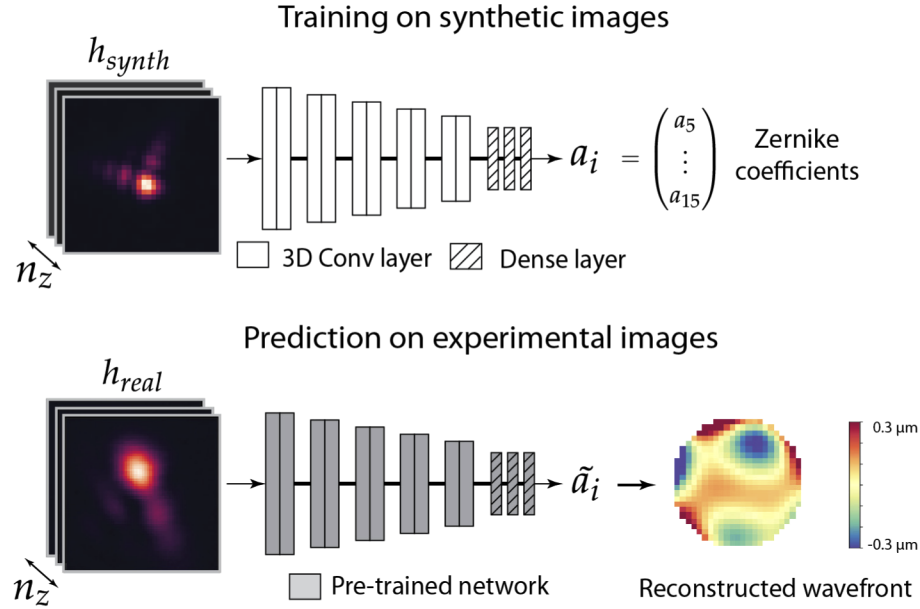 Training on synthetic images
h_synth
n_z
a_i = (a_5 ⋮ a_15)
Zernike
coefficients
3D Conv layer
Dense layer
Prediction on experimental images
h_real
n_z
ã_i
0.3 μm
-0.3 μm
Pre-trained network
Reconstructed wavefront